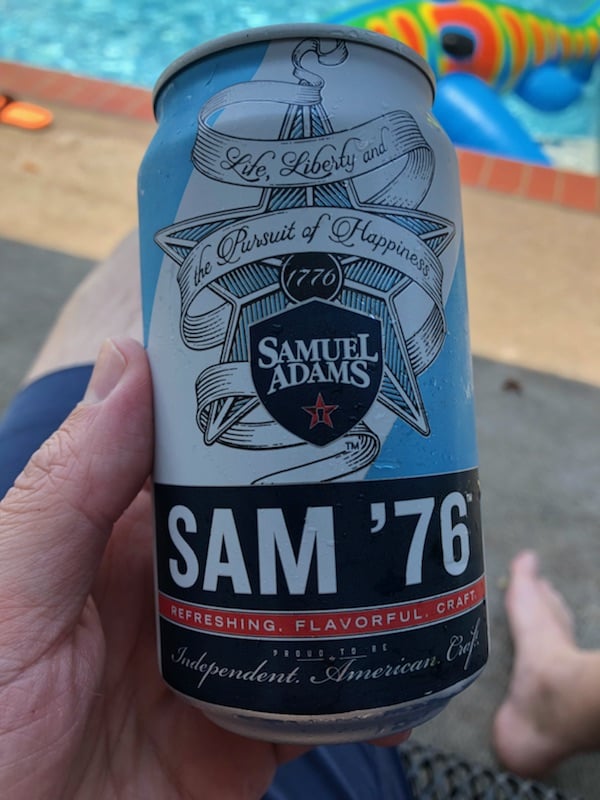 Life, Liberty and
the Pursuit of Happiness
1776
SAMUEL
ADAMS
1
TM
SAM '76 TM
REFRESHING. FLAVORFUL. CRAFT.
PROUD TO BE
Independent. American. Craft.